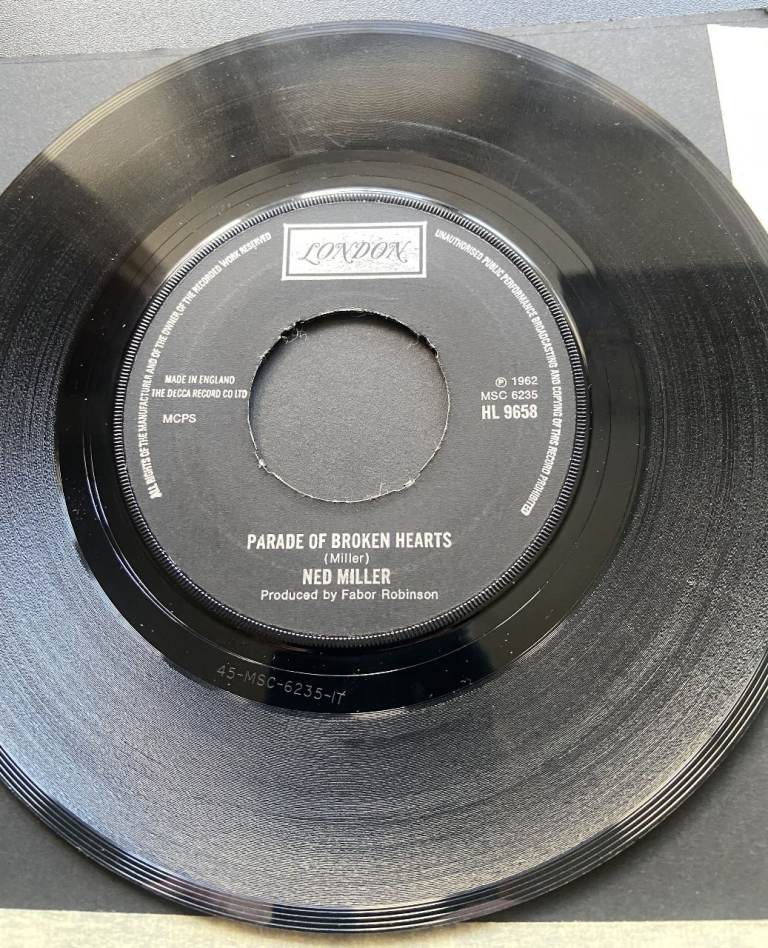 LONDON
ALL RIGHTS OF THE MANUFACTURER AND OF THE OWNER OF THE RECORDED WORK RESERVED
UNAUTHORISED PUBLIC PERFORMANCE BROADCASTING AND COPYING OF THIS RECORD PROHIBITED
MADE IN ENGLAND
THE DECCA RECORD CO LTD
MCPS
℗ 1962
MSC 6235
HL 9658
PARADE OF BROKEN HEARTS
(Miller)
NED MILLER
Produced by Fabor Robinson
45-MSC-6235-1T